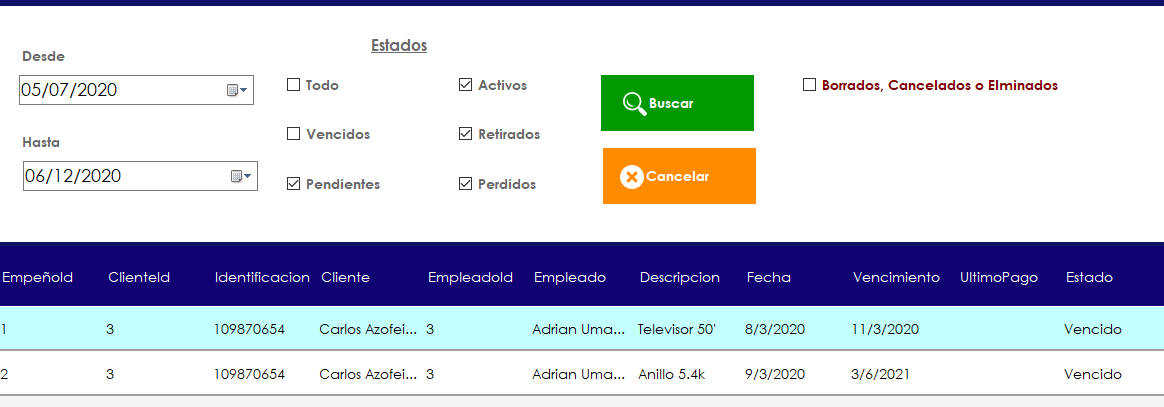 Estados
Desde
05/07/2020
Todo
Activos
Buscar
Borrados, Cancelados o Elminados
Hasta
Vencidos
Retirados
06/12/2020
Pendientes
Perdidos
Cancelar
EmpeñoId ClienteId Identificacion Cliente EmpleadoId Empleado Descripcion Fecha Vencimiento UltimoPago Estado
1 3 109870654 Carlos Azofei... 3 Adrian Uma... Televisor 50' 8/3/2020 11/3/2020 Vencido
2 3 109870654 Carlos Azofei... 3 Adrian Uma... Anillo 5.4k 9/3/2020 3/6/2021 Vencido